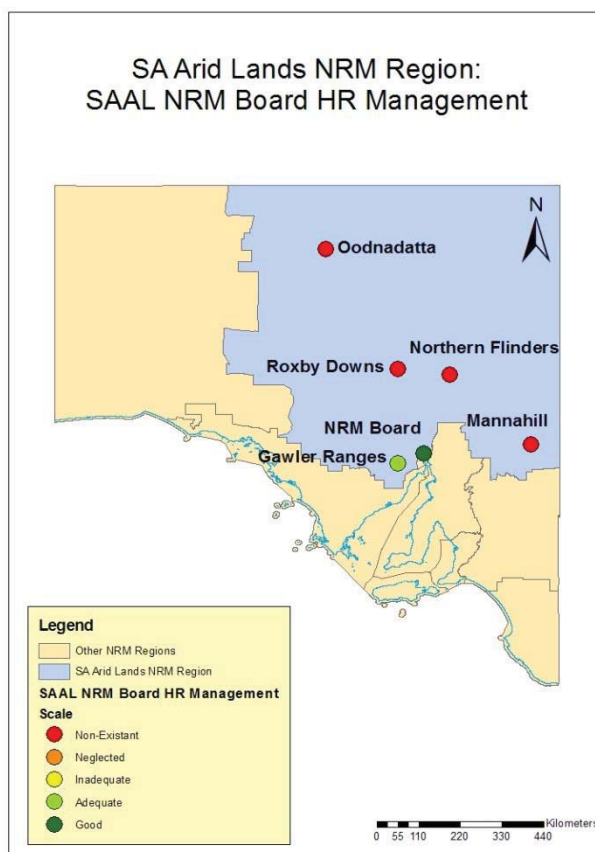 SA Arid Lands NRM Region:
SAAL NRM Board HR Management
N
Oodnadatta
Northern Flinders
Roxby Downs
NRM Board
Mannahill
Gawler Ranges
Legend
Other NRM Regions
SA Arid Lands NRM Region
SAAL NRM Board HR Management
Scale
Non-Existant
Neglected
Inadequate
Adequate
Good
Kilometers
0 55 110 220 330 440